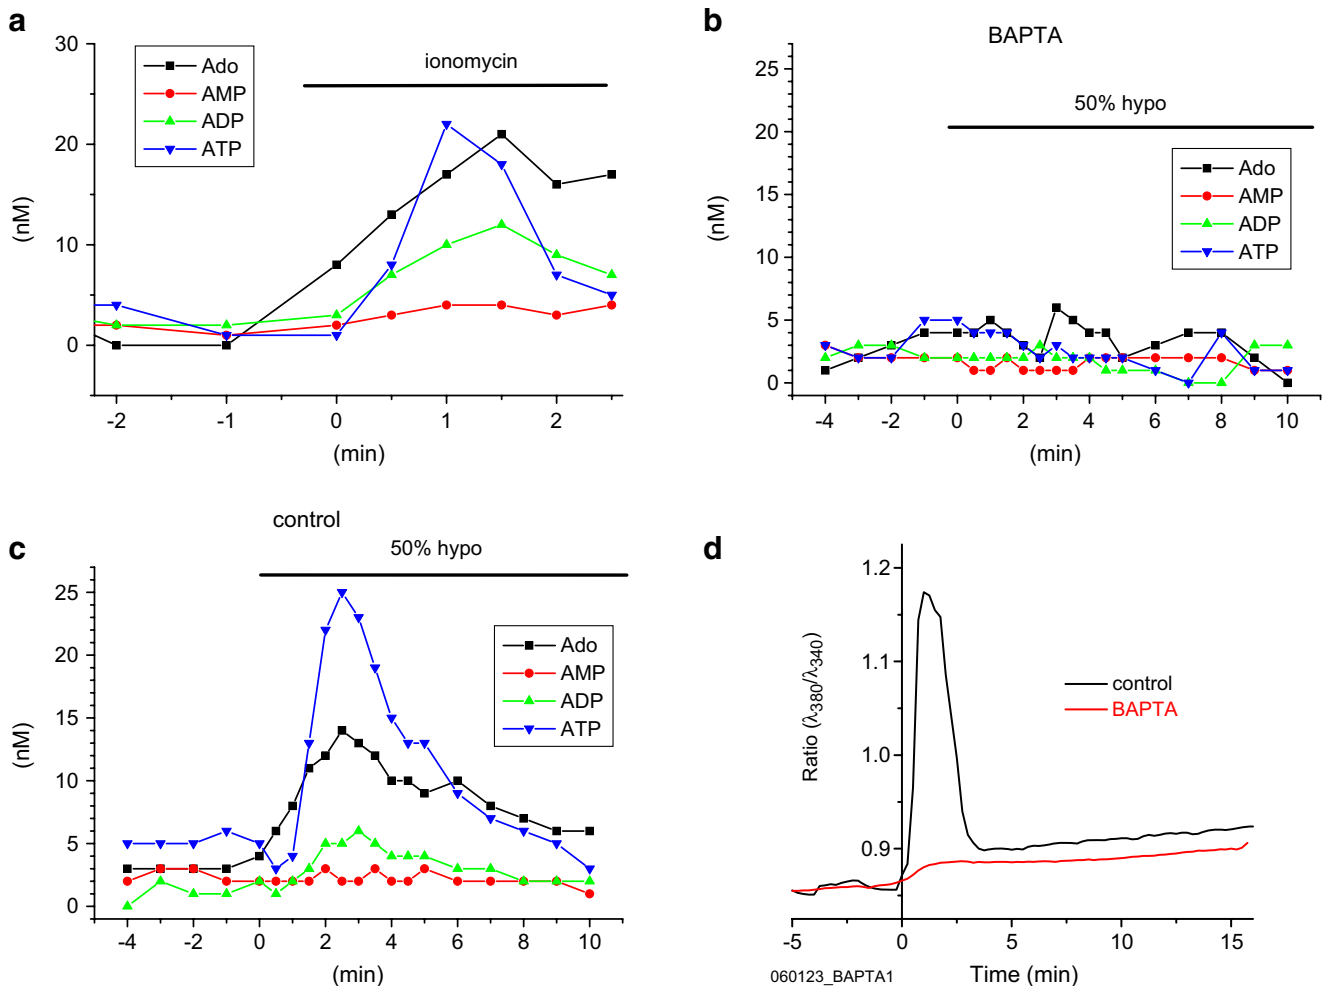 a
30
20
10
0
(nM)
Ado
AMP
ADP
ATP
ionomycin
-2 -1 0 1 2
(min)
b
BAPTA
50% hypo
25
20
15
10
5
0
(nM)
Ado
AMP
ADP
ATP
-4 -2 0 2 4 6 8 10
(min)
c
control
50% hypo
25
20
15
10
5
0
(nM)
Ado
AMP
ADP
ATP
-4 -2 0 2 4 6 8 10
(min)
d
1.2
1.1
1.0
0.9
Ratio (λ380/λ340)
control
BAPTA
-5 0 5 10 15
060123_BAPTA1
Time (min)